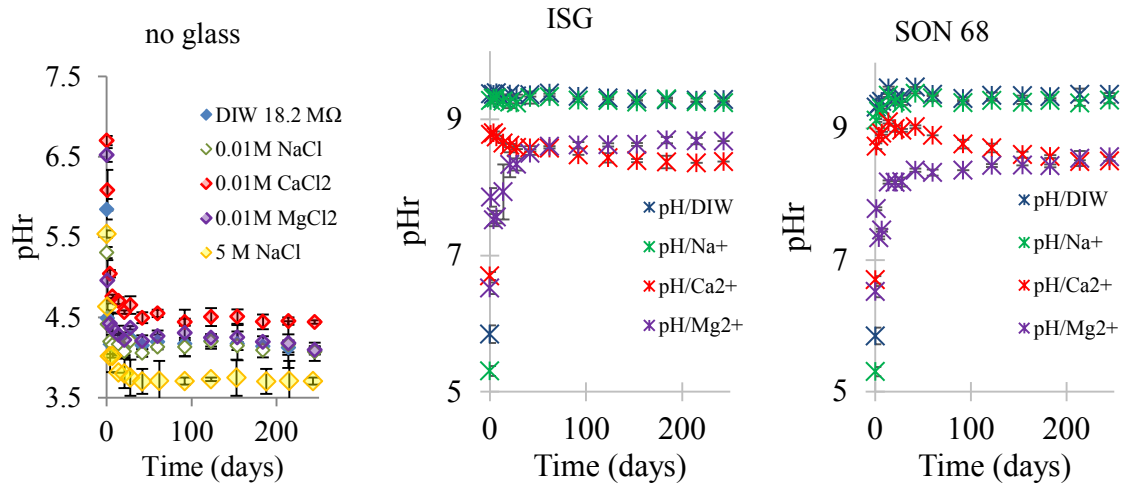 no glass
7.5
6.5
5.5
4.5
3.5
pHr
0
100
200
Time (days)
DIW 18.2 MΩ
0.01M NaCl
0.01M CaCl2
0.01M MgCl2
5 M NaCl
ISG
9
7
5
pHr
0
100
200
Time (days)
pH/DIW
pH/Na+
pH/Ca2+
pH/Mg2+
SON 68
9
7
5
pHr
0
100
200
Time (days)
pH/DIW
pH/Na+
pH/Ca2+
pH/Mg2+